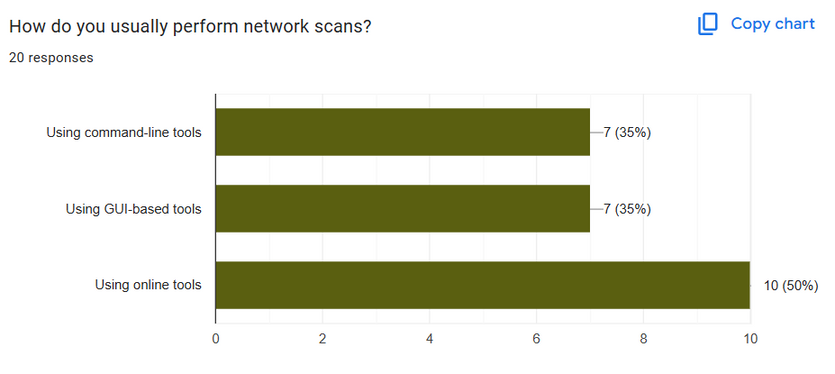 How do you usually perform network scans?
Copy chart
20 responses
Using command-line tools
7 (35%)
Using GUI-based tools
7 (35%)
Using online tools
10 (50%)
0 2 4 6 8 10